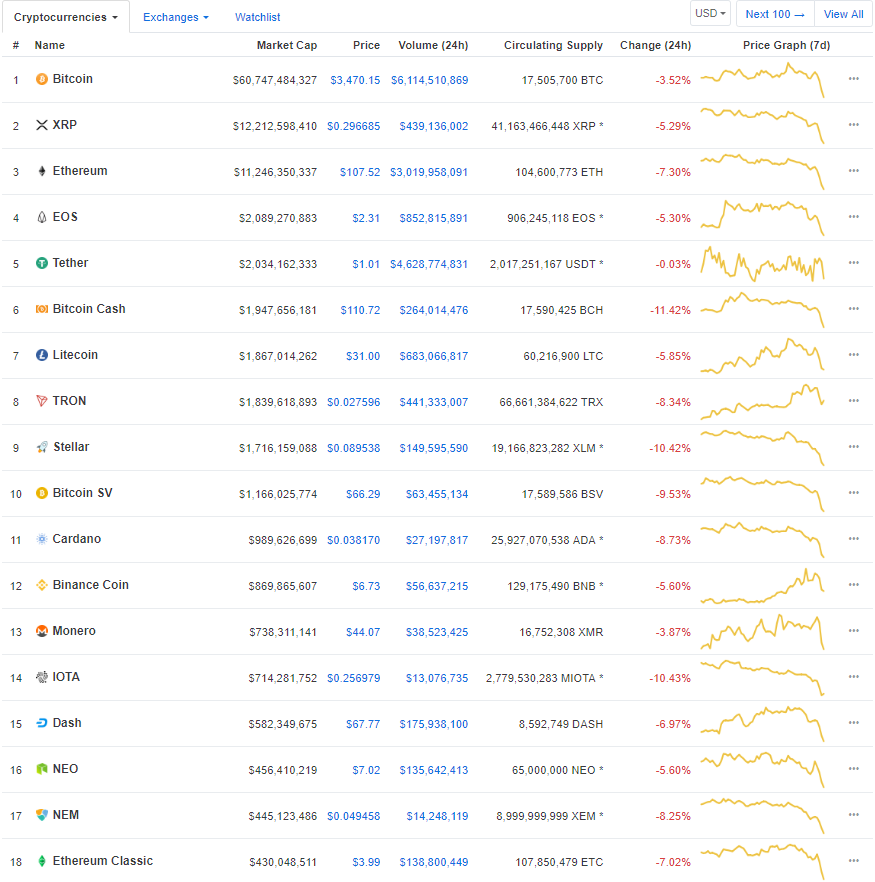 Cryptocurrencies Exchanges Watchlist USD Next 100 → View All
# Name Market Cap Price Volume (24h) Circulating Supply Change (24h) Price Graph (7d)
1 Bitcoin $60,747,484,327 $3,470.15 $6,114,510,869 17,505,700 BTC -3.52%
2 XRP $12,212,598,410 $0.296685 $439,136,002 41,163,466,448 XRP * -5.29%
3 Ethereum $11,246,350,337 $107.52 $3,019,958,091 104,600,773 ETH -7.30%
4 EOS $2,089,270,883 $2.31 $852,815,891 906,245,118 EOS * -5.30%
5 Tether $2,034,162,333 $1.01 $4,628,774,831 2,017,251,167 USDT * -0.03%
6 Bitcoin Cash $1,947,656,181 $110.72 $264,014,476 17,590,425 BCH -11.42%
7 Litecoin $1,867,014,262 $31.00 $683,066,817 60,216,900 LTC -5.85%
8 TRON $1,839,618,893 $0.027596 $441,333,007 66,661,384,622 TRX -8.34%
9 Stellar $1,716,159,088 $0.089538 $149,595,590 19,166,823,282 XLM * -10.42%
10 Bitcoin SV $1,166,025,774 $66.29 $63,455,134 17,589,586 BSV -9.53%
11 Cardano $989,626,699 $0.038170 $27,197,817 25,927,070,538 ADA * -8.73%
12 Binance Coin $869,865,607 $6.73 $56,637,215 129,175,490 BNB * -5.60%
13 Monero $738,311,141 $44.07 $38,523,425 16,752,308 XMR -3.87%
14 IOTA $714,281,752 $0.256979 $13,076,735 2,779,530,283 MIOTA * -10.43%
15 Dash $582,349,675 $67.77 $175,938,100 8,592,749 DASH -6.97%
16 NEO $456,410,219 $7.02 $135,642,413 65,000,000 NEO * -5.60%
17 NEM $445,123,486 $0.049458 $14,248,119 8,999,999,999 XEM * -8.25%
18 Ethereum Classic $430,048,511 $3.99 $138,800,449 107,850,479 ETC -7.02%